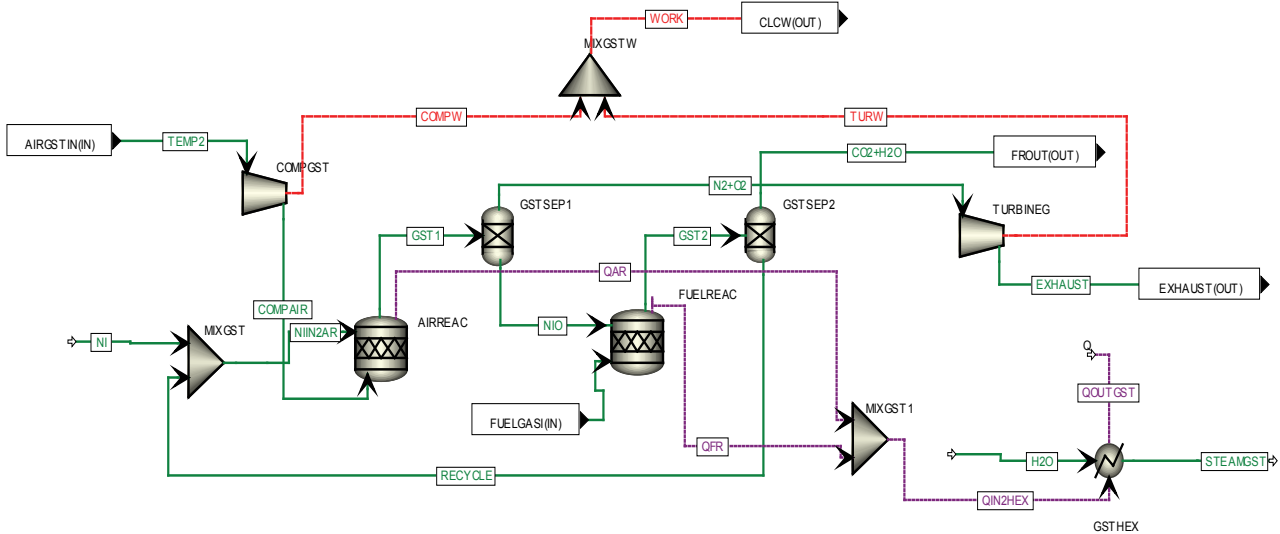 WORK
CLCW(OUT)
MIXGSTW
COMPW
TURW
AIRGSTIN(IN)
TEMP2
CO2+H2O
FROUT(OUT)
COMPGST
N2+O2
GSTSEP1
GSTSEP2
TURBINEG
GST1
GST2
QAR
EXHAUST
EXHAUST(OUT)
FUELREAC
COMPAIR
MIXGST
NIIN2AR
AIRREAC
NIO
NI
Q
QOUTGST
MIXGST1
FUELGASI(IN)
QFR
H2O
STEAMGST
RECYCLE
QIN2HEX
GSTHEX